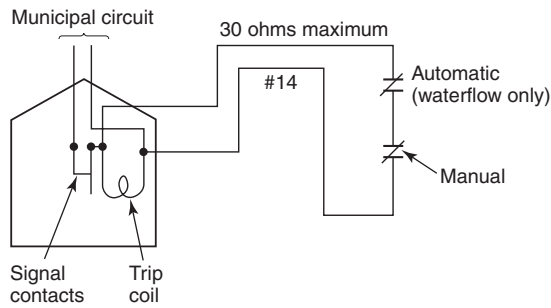 Municipal circuit
30 ohms maximum
#14
Automatic
(waterflow only)
Manual
Signal
contacts
Trip
coil